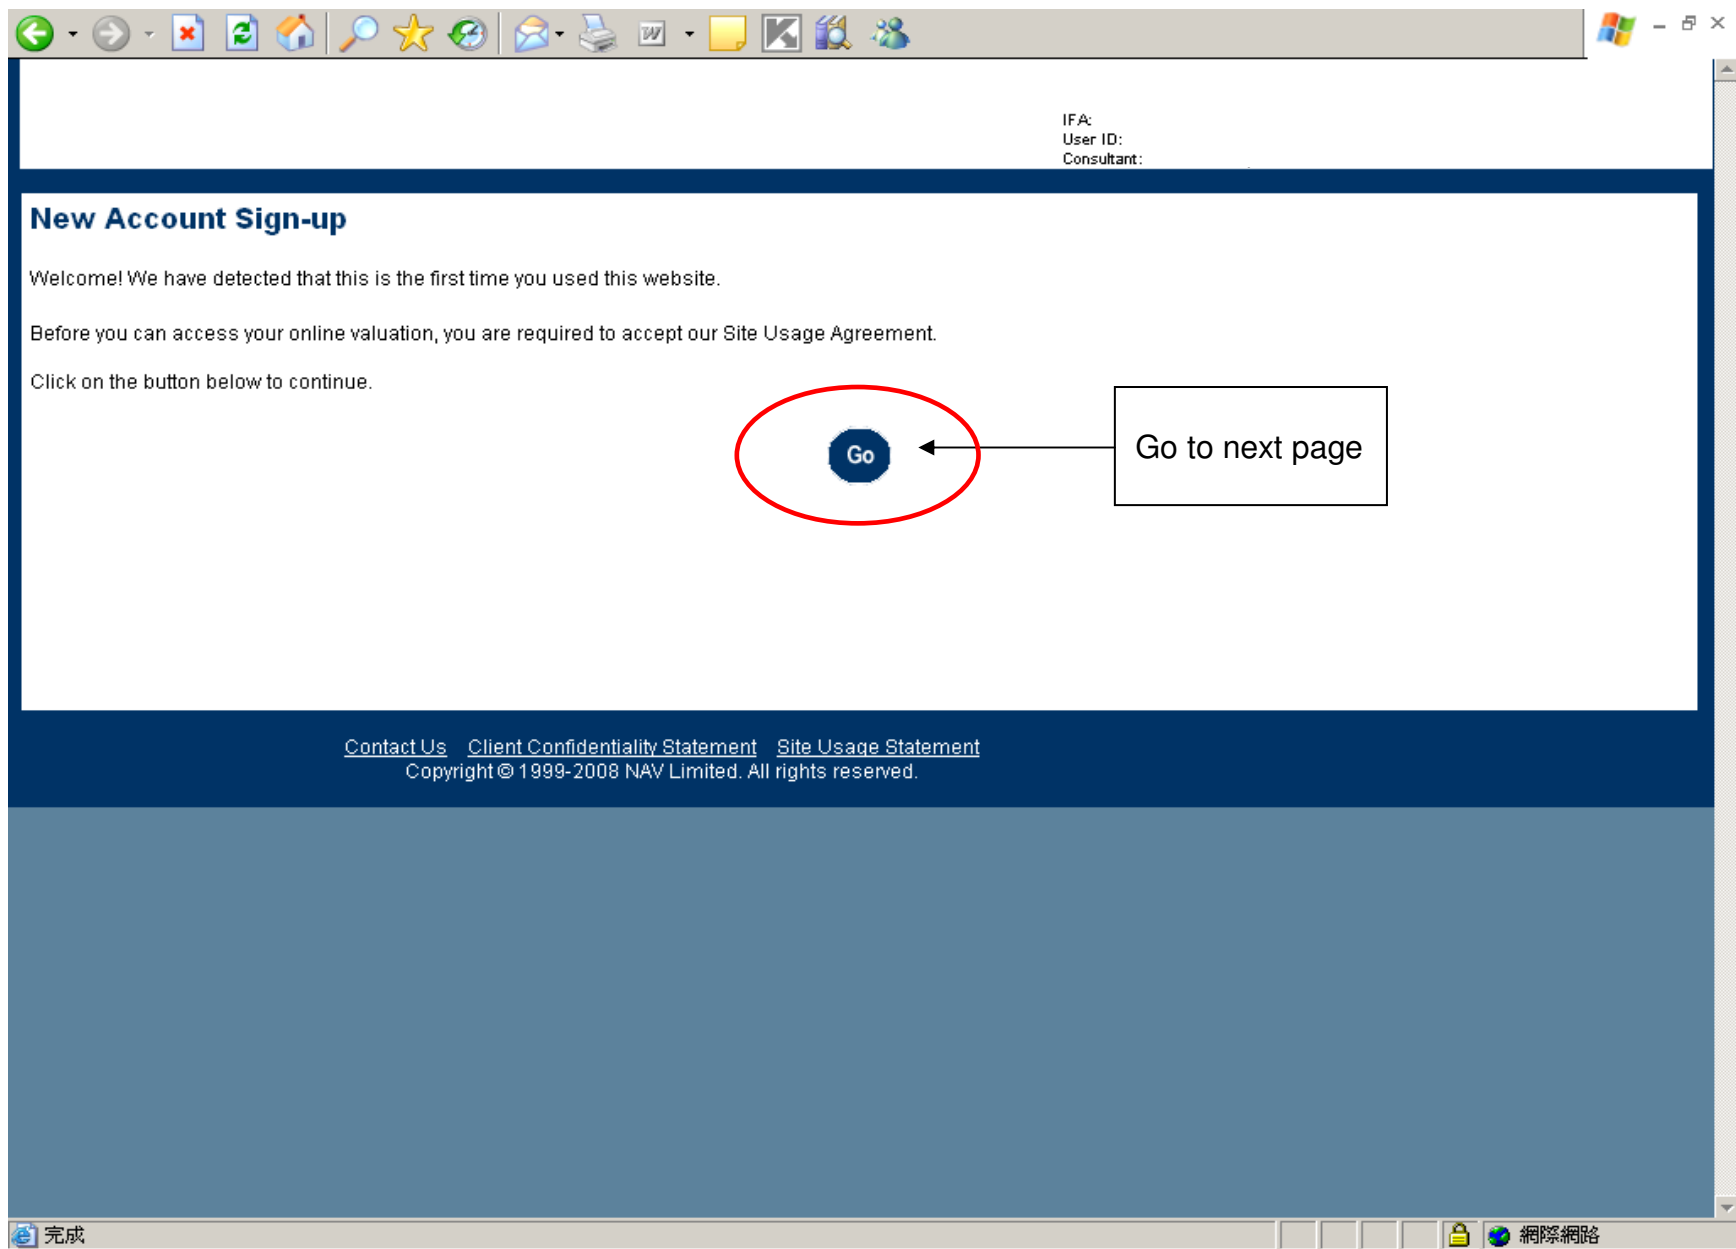 IFA:
User ID:
Consultant:
New Account Sign-up
Welcome! We have detected that this is the first time you used this website.
Before you can access your online valuation, you are required to accept our Site Usage Agreement.
Click on the button below to continue.
Go
Go to next page
Contact Us Client Confidentiality Statement Site Usage Statement
Copyright © 1999-2008 NAV Limited. All rights reserved.
完成
網際網路